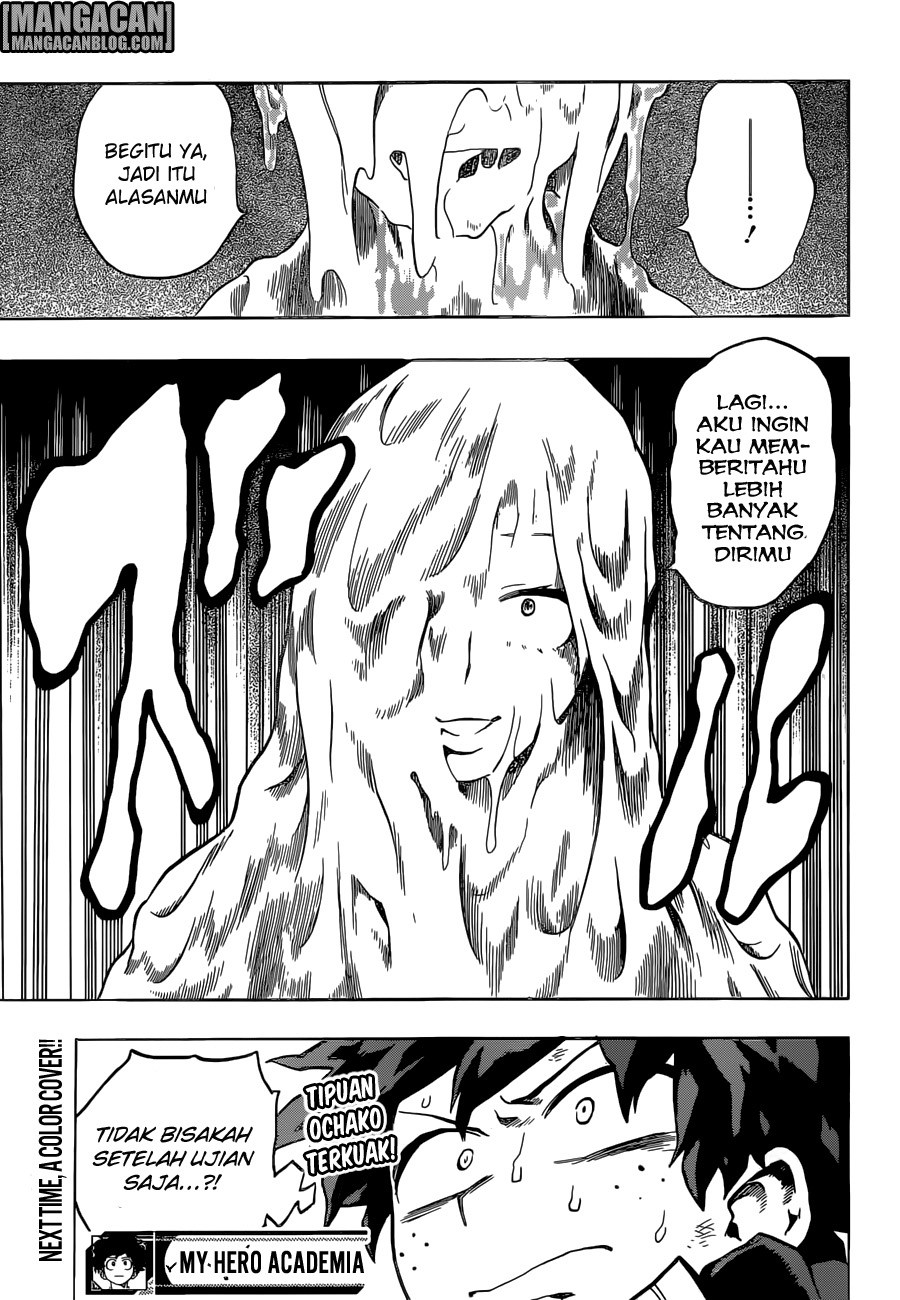 [MANGACAN]
MANGACANBLOG.COM
————…!
BEGITU YA,
JADI ITU
ALASANMU
LAGI...
AKU INGIN
KAU MEM-
BERITAHU
LEBIH
BANYAK
TENTANG
DIRIMU
TIPUAN
OCHAKO
TERKUAK!
TIDAK BISAKAH
SETELAH UJIAN
SAJA...?!
NEXT TIME, A COLOR COVER!!
MY HERO ACADEMIA